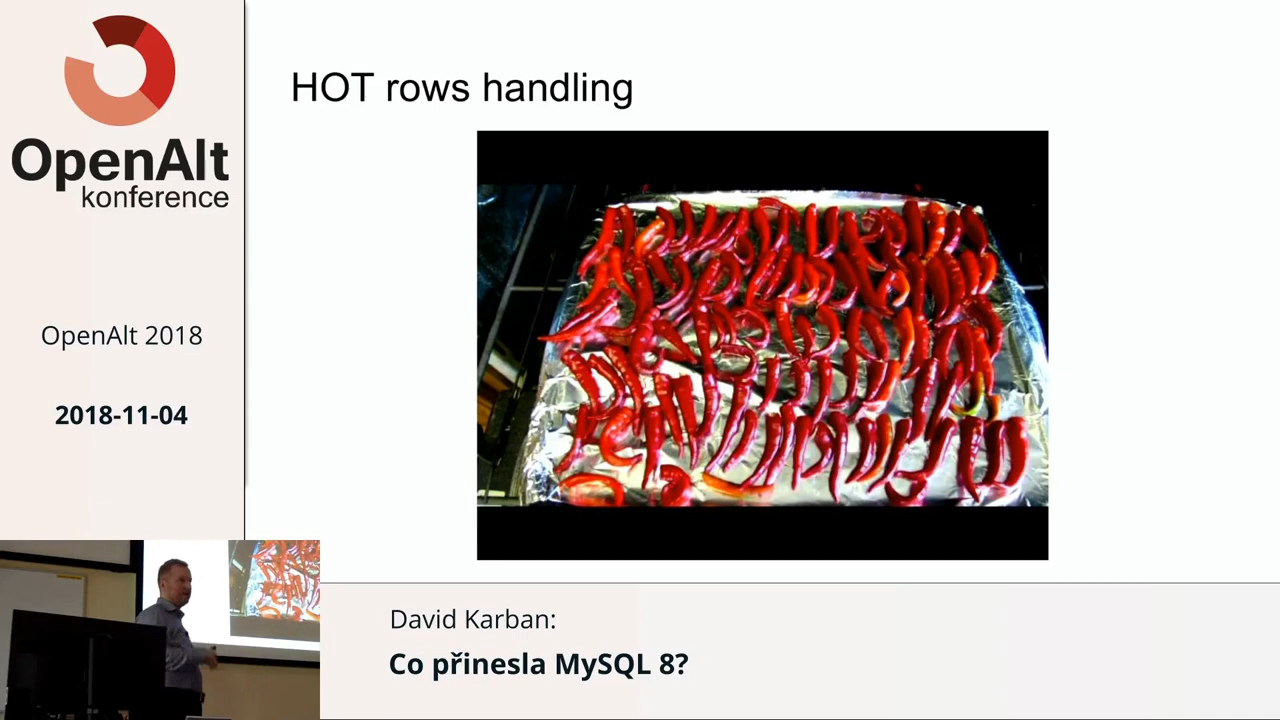 OpenAlt
konference
OpenAlt 2018
2018-11-04
HOT rows handling
David Karban:
Co přinesla MySQL 8?